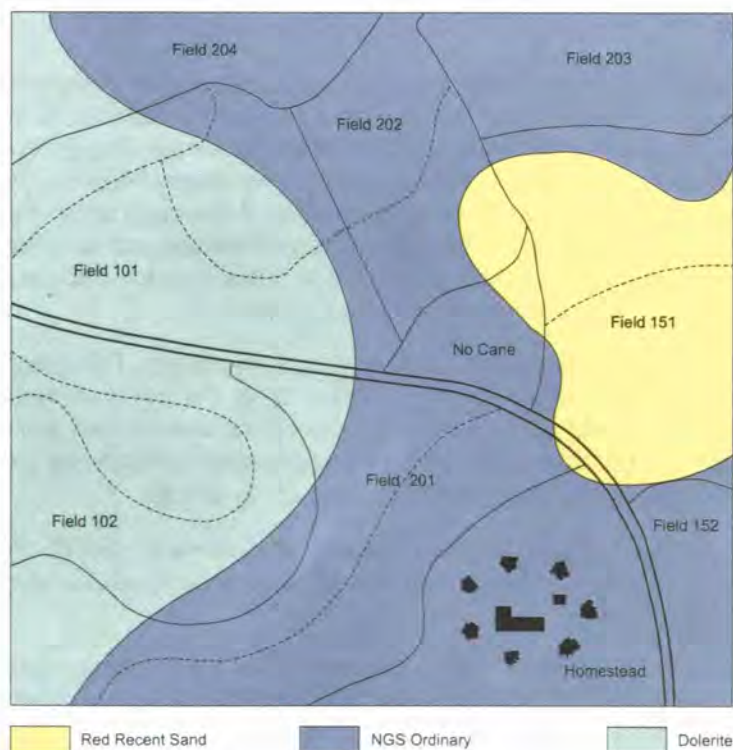 Field 204
Field 203
Field 202
Field 101
Field 151
No Cane
Field 201
Field 102
Field 152
Homestead
Red Recent Sand
NGS Ordinary
Dolerite